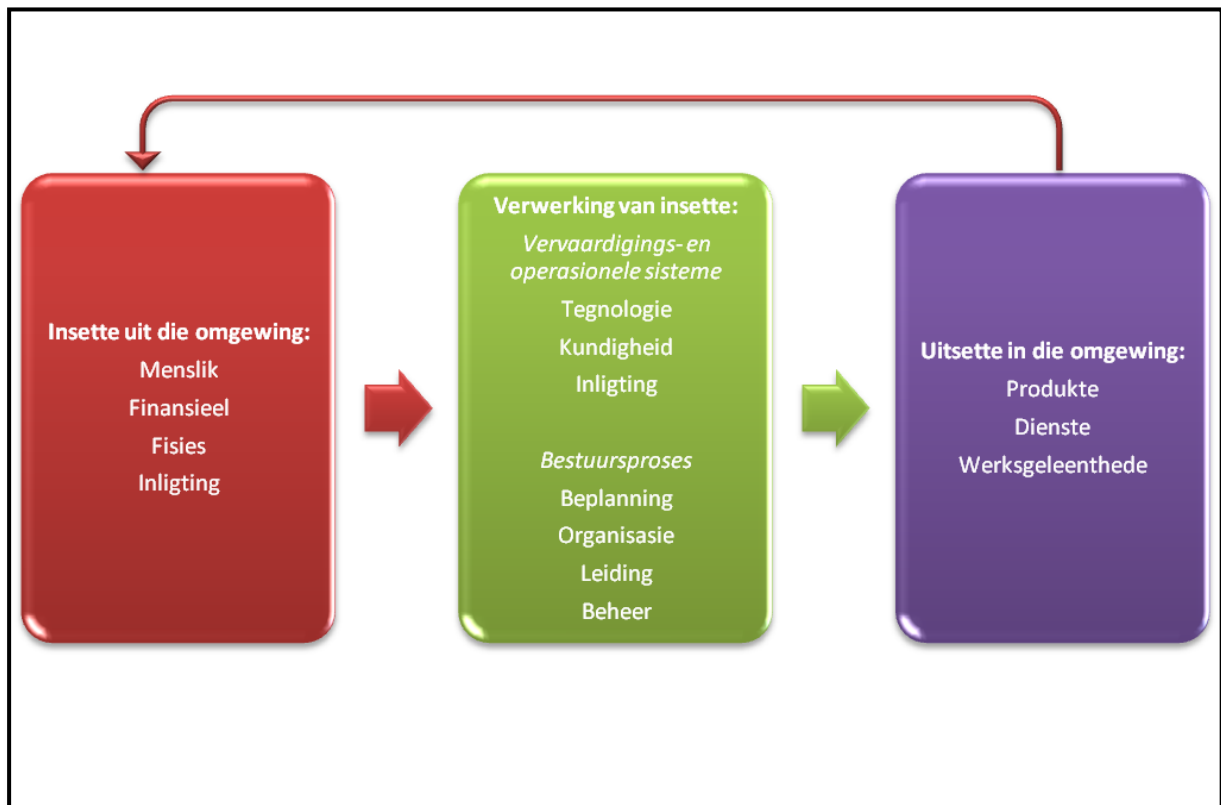 Insette uit die omgewing:
Menslik
Finansieel
Fisies
Inligting
Verwerking van insette:
Vervaardigings- en
operasionele sisteme
Tegnologie
Kundigheid
Inligting
Bestuursproses
Beplanning
Organisasie
Leiding
Beheer
Uitsette in die omgewing:
Produkte
Dienste
Werksgeleenthede